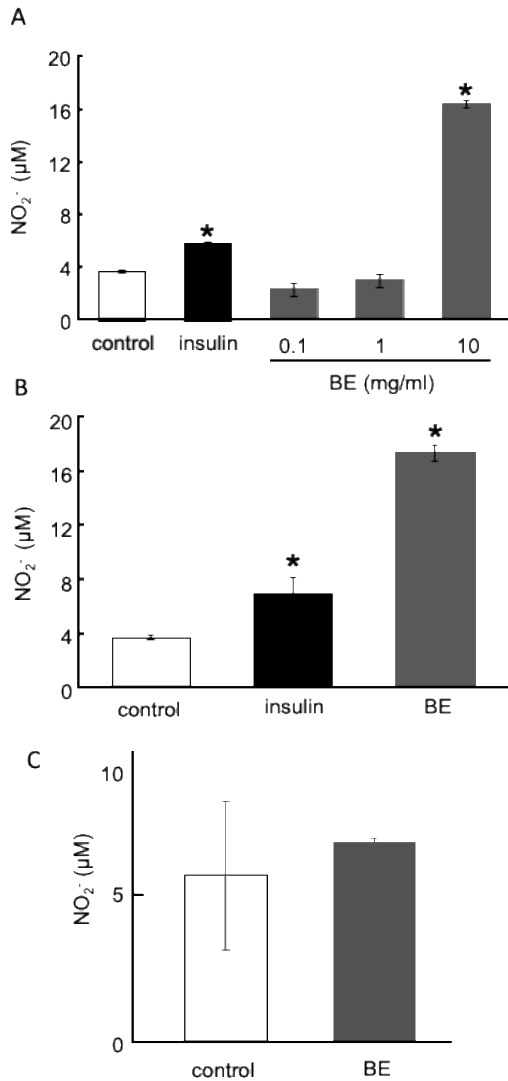 A
20
16
12
8
4
0
NO₂⁻ (μM)
*
*
control insulin 0.1 1 10
BE (mg/ml)
B
20
16
12
8
4
0
NO₂⁻ (μM)
*
*
control insulin BE
C
10
5
0
NO₂⁻ (μM)
control BE